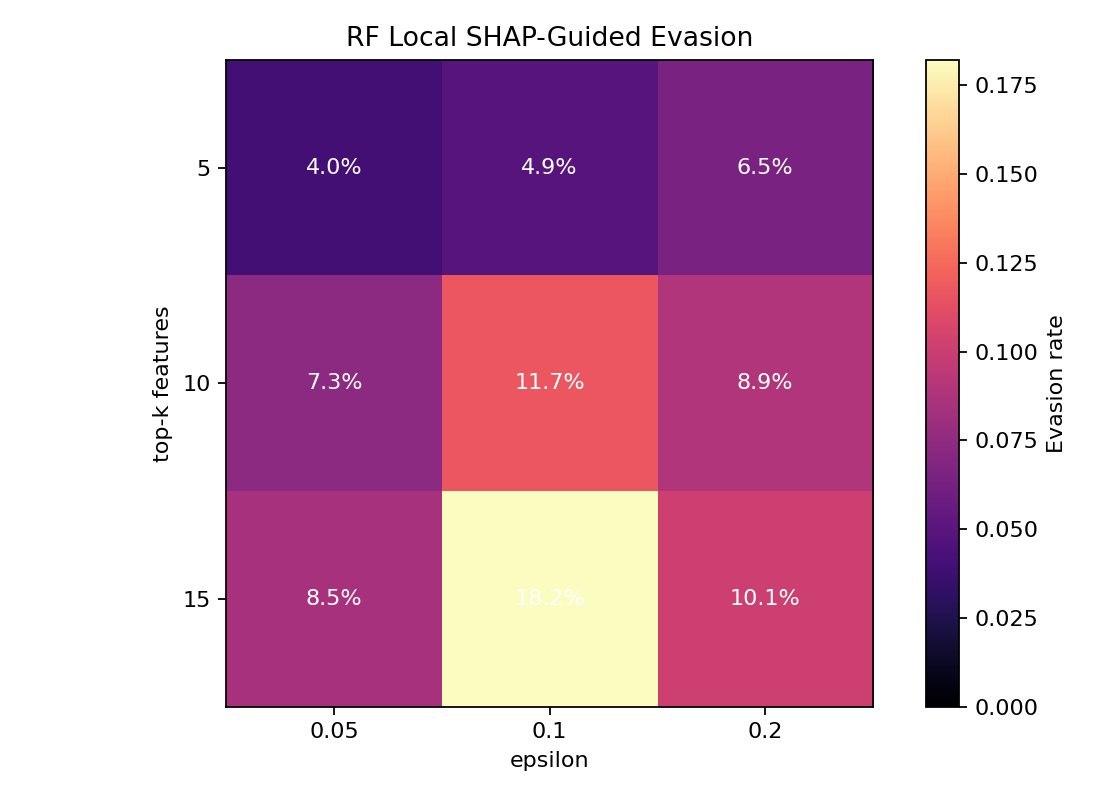 RF Local SHAP-Guided Evasion
0.175
4.0% 4.9% 6.5%
5
0.150
0.125
top-k features
10
7.3% 11.7% 8.9%
0.100
Evasion rate
0.075
0.050
15
8.5% 18.2% 10.1%
0.025
0.000
0.05 0.1 0.2
epsilon